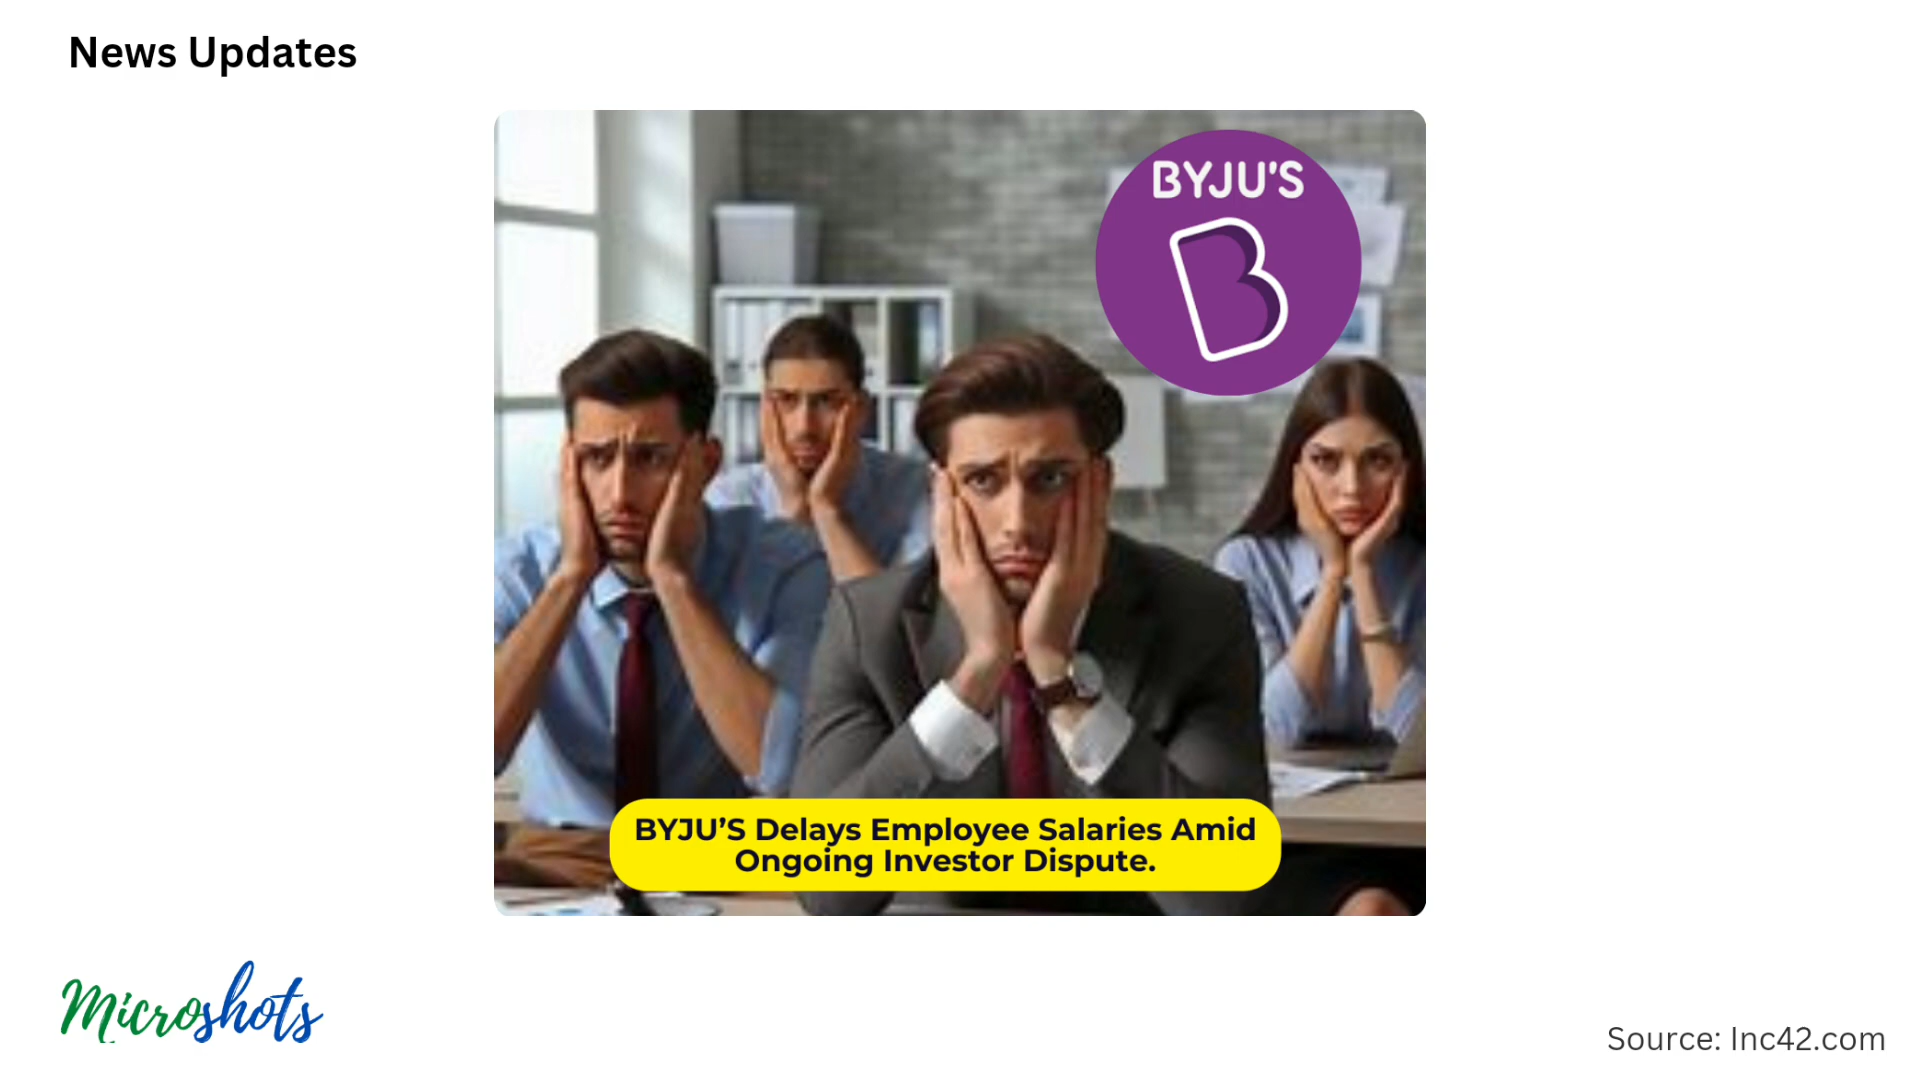 News Updates
BYJU'S
B
BYJU’S Delays Employee Salaries Amid
Ongoing Investor Dispute.
Microshots
Source: Inc42.com